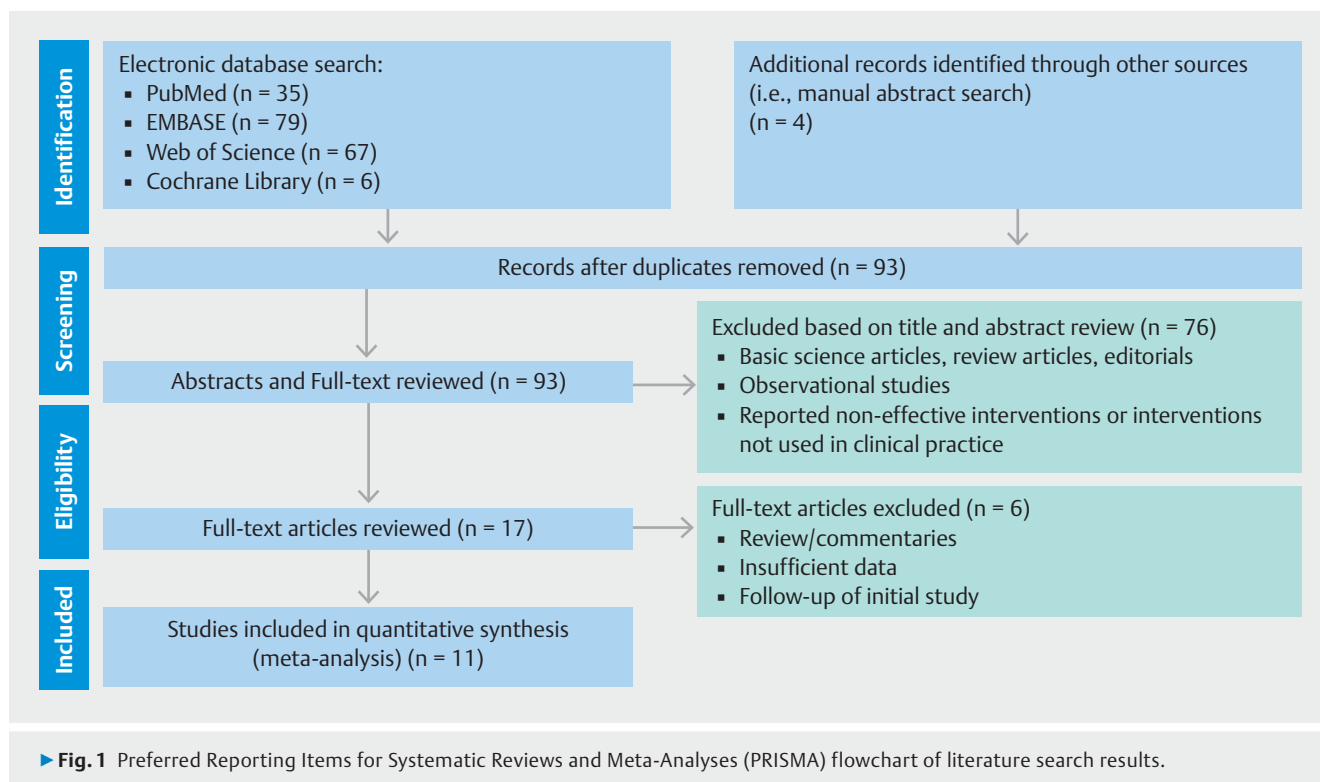 Identification
Electronic database search:
▪ PubMed (n = 35)
▪ EMBASE (n = 79)
▪ Web of Science (n = 67)
▪ Cochrane Library (n = 6)
Additional records identified through other sources
(i.e., manual abstract search)
(n = 4)
Screening
Records after duplicates removed (n = 93)
Abstracts and Full-text reviewed (n = 93)
Excluded based on title and abstract review (n = 76)
▪ Basic science articles, review articles, editorials
▪ Observational studies
▪ Reported non-effective interventions or interventions
not used in clinical practice
Eligibility
Full-text articles reviewed (n = 17)
Full-text articles excluded (n = 6)
▪ Review/commentaries
▪ Insufficient data
▪ Follow-up of initial study
Included
Studies included in quantitative synthesis
(meta-analysis) (n = 11)
▶ Fig. 1 Preferred Reporting Items for Systematic Reviews and Meta-Analyses (PRISMA) flowchart of literature search results.